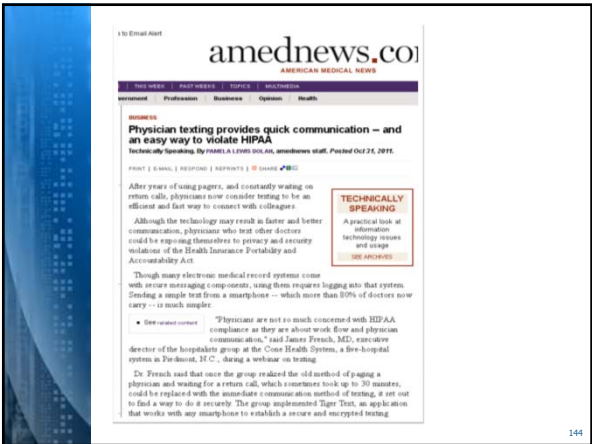 to Email Alert
amednews.co
AMERICAN MEDICAL NEWS
THIS WEEK | PAST WEEKS | TOPICS | MULTIMEDIA
vernment Profession Business Opinion Health
BUSINESS
Physician texting provides quick communication -- and
an easy way to violate HIPAA
Technically Speaking. By PAMELA LEWIS DOLAN, amednews staff. Posted Oct 31, 2011.
PRINT | E-MAIL | RESPOND | REPRINTS | SHARE
After years of using pagers, and constantly waiting on
return calls, physicians now consider texting to be an
efficient and fast way to connect with colleagues.
Although the technology may result in faster and better
communication, physicians who text other doctors
could be exposing themselves to privacy and security
violations of the Health Insurance Portability and
Accountability Act.
TECHNICALLY
SPEAKING
A practical look at
information
technology issues
and usage
SEE ARCHIVES
Though many electronic medical record systems come
with secure messaging components, using them requires logging into that system.
Sending a simple text from a smartphone -- which more than 80% of doctors now
carry -- is much simpler.
See related content
"Physicians are not so much concerned with HIPAA
compliance as they are about work flow and physician
communication," said James French, MD, executive
director of the hospitalists group at the Cone Health System, a five-hospital
system in Piedmont, N.C., during a webinar on texting.
Dr. French said that once the group realized the old method of paging a
physician and waiting for a return call, which sometimes took up to 30 minutes,
could be replaced with the immediate communication method of texting, it set out
to find a way to do it securely. The group implemented Tiger Text, an application
that works with any smartphone to establish a secure and encrypted texting
144